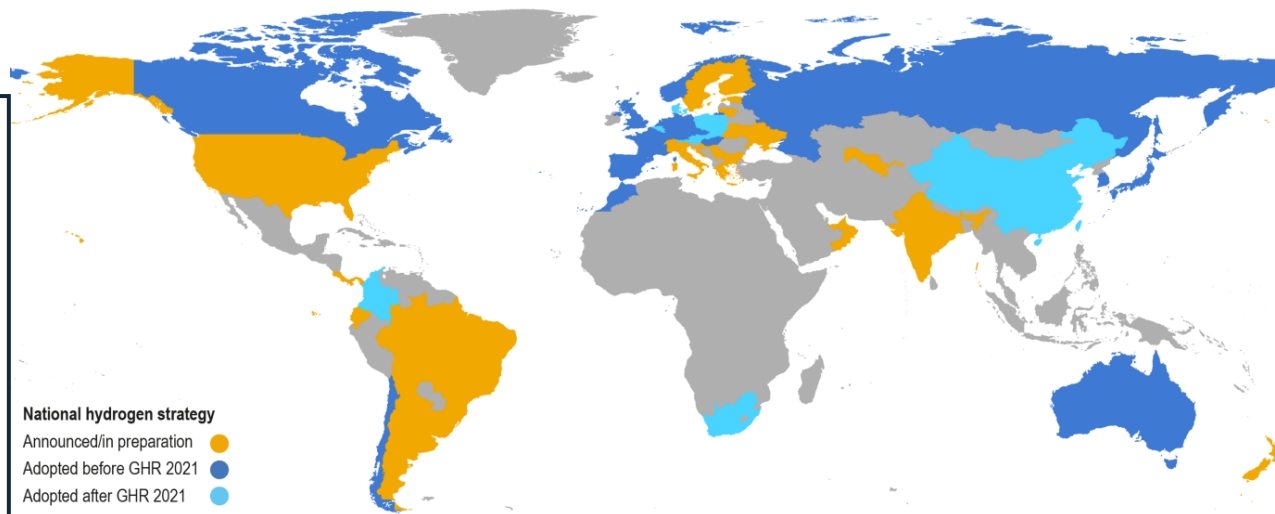 National hydrogen strategy
Announced/in preparation
Adopted before GHR 2021
Adopted after GHR 2021